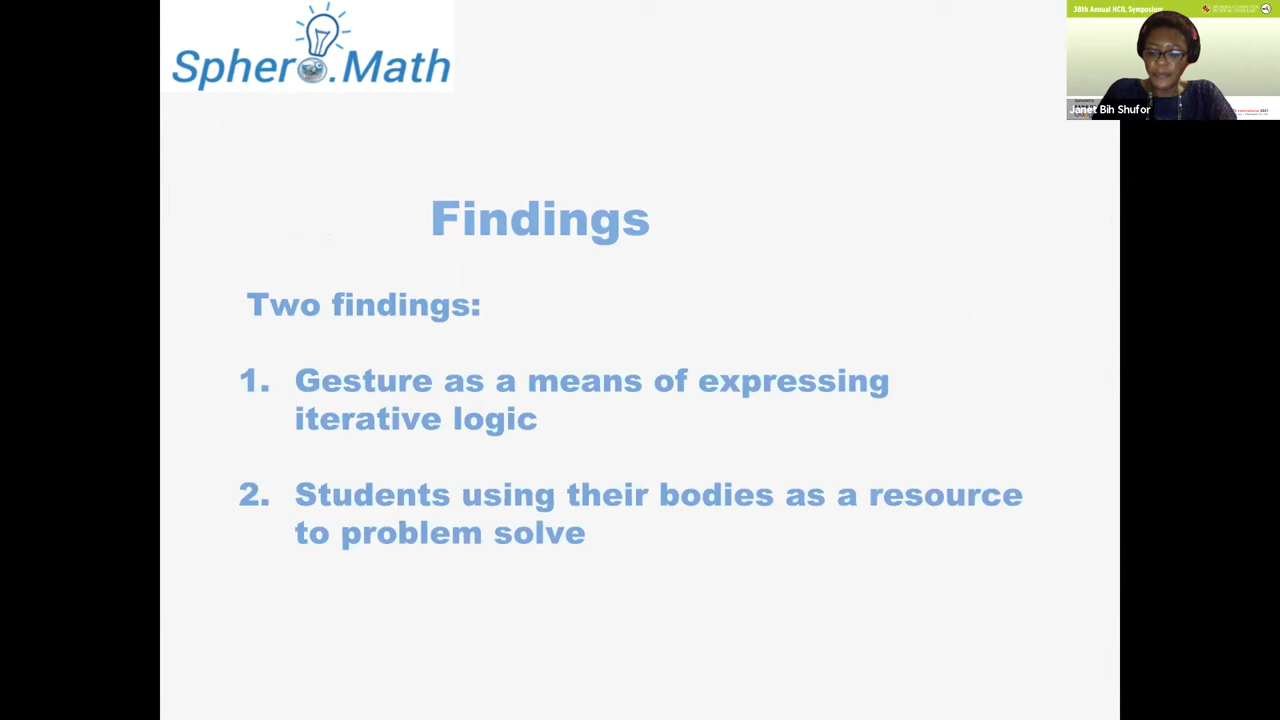 Spher.Math
38th Annual HCIL Symposium
Janet Bih Shufor
Findings
Two findings:
1. Gesture as a means of expressing
iterative logic
2. Students using their bodies as a resource
to problem solve